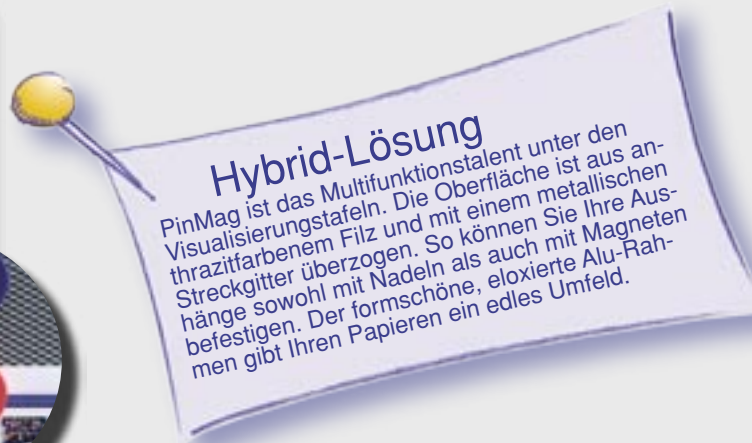 Hybrid-Lösung
PinMag ist das Multifunktionstalent unter den
Visualisierungstafeln. Die Oberfläche ist aus an-
thrazitfarbenem Filz und mit einem metallischen
Streckgitter überzogen. So können Sie Ihre Aus-
hänge sowohl mit Nadeln als auch mit Magneten
befestigen. Der formschöne, eloxierte Alu-Rah-
men gibt Ihren Papieren ein edles Umfeld.